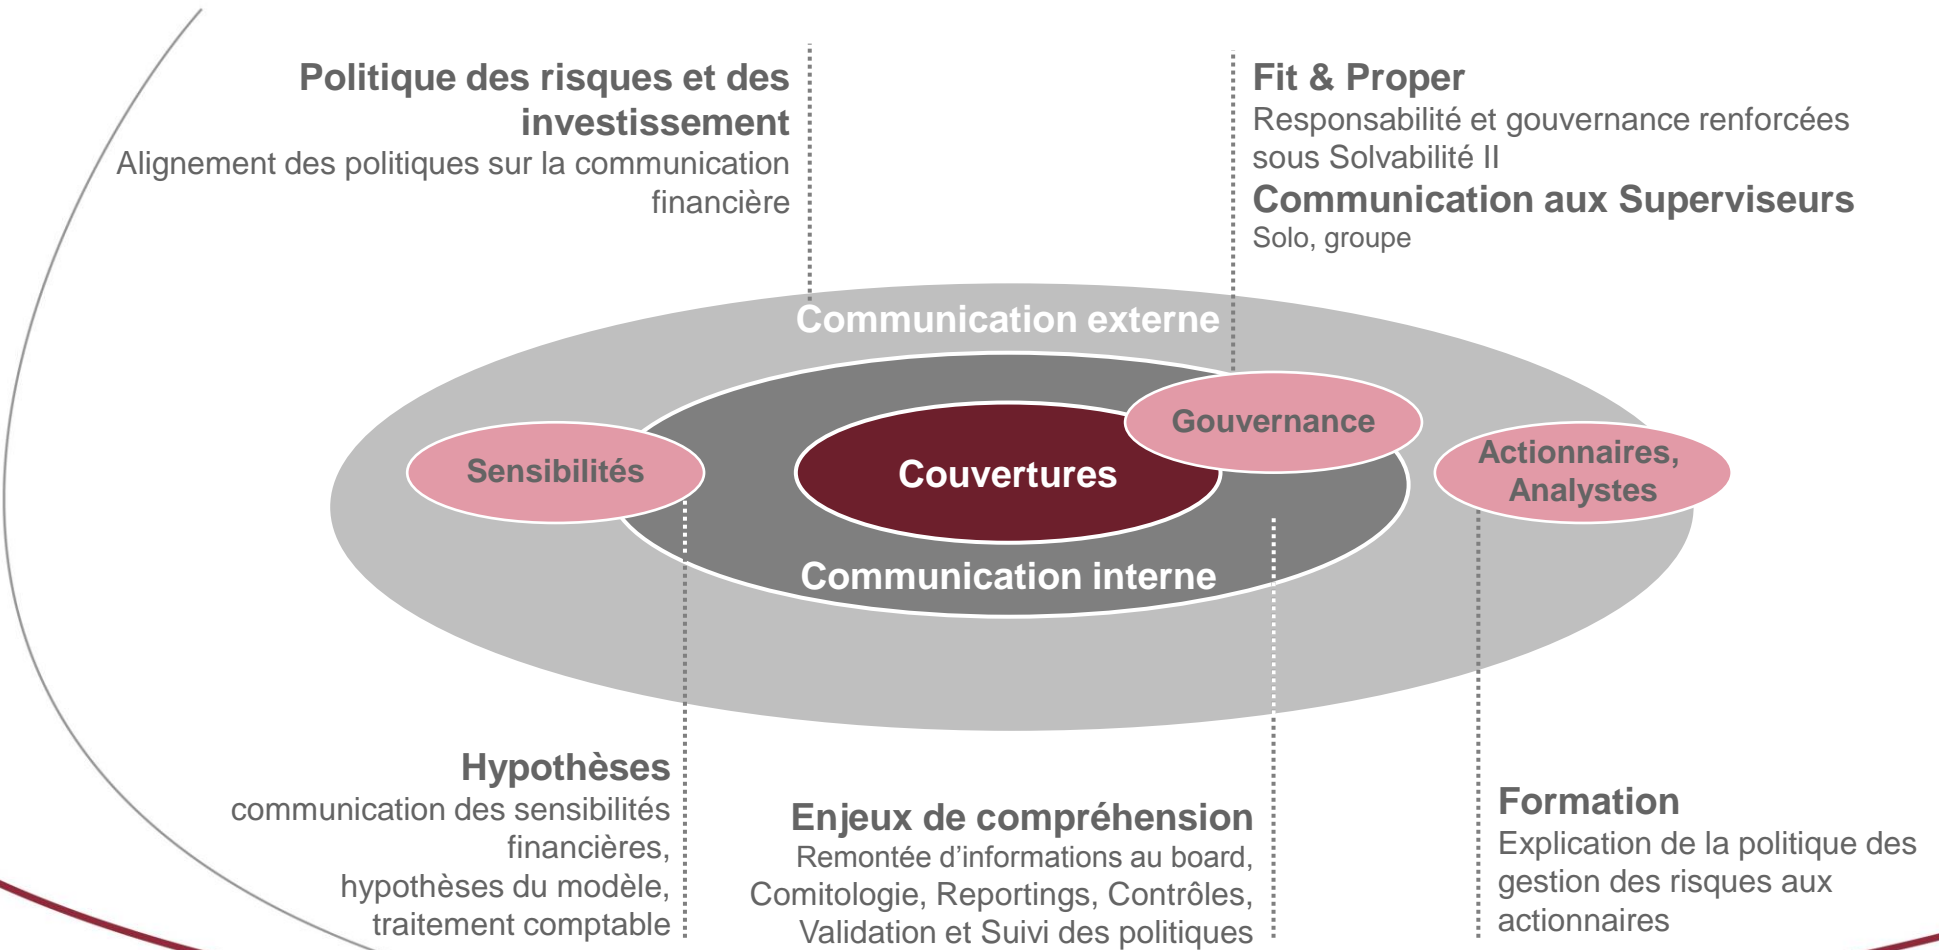 Politique des risques et des
investissement
Alignement des politiques sur la communication
financière
Fit & Proper
Responsabilité et gouvernance renforcées
sous Solvabilité II
Communication aux Superviseurs
Solo, groupe
Communication externe
Gouvernance
Sensibilités
Couvertures
Actionnaires,
Analystes
Communication interne
Hypothèses
communication des sensibilités
financières,
hypothèses du modèle,
traitement comptable
Enjeux de compréhension
Remontée d’informations au board,
Comitologie, Reportings, Contrôles,
Validation et Suivi des politiques
Formation
Explication de la politique des
gestion des risques aux
actionnaires